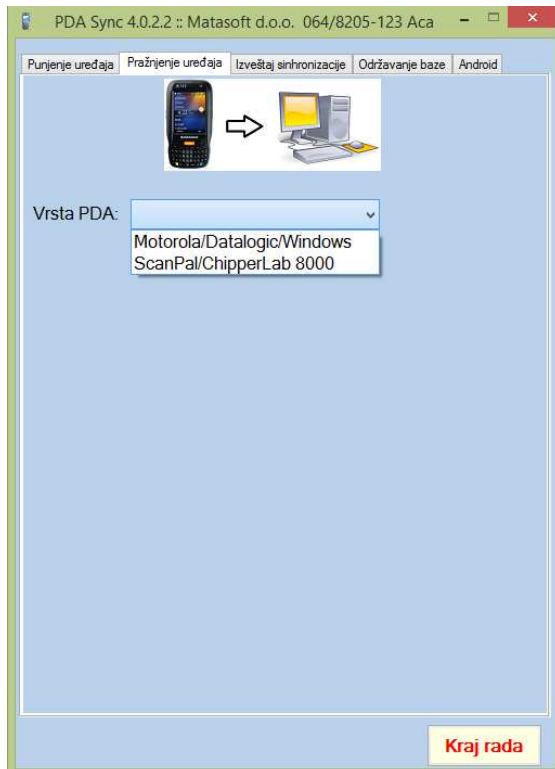 PDA Sync 4.0.2.2 :: Matasoft d.o.o. 064/8205-123 Aca
Punjenje uređaja Pražnjenje uređaja Izveštaj sinhronizacije Održavanje baze Android
Vrsta PDA:
Motorola/Datalogic/Windows
ScanPal/ChipperLab 8000
Kraj rada